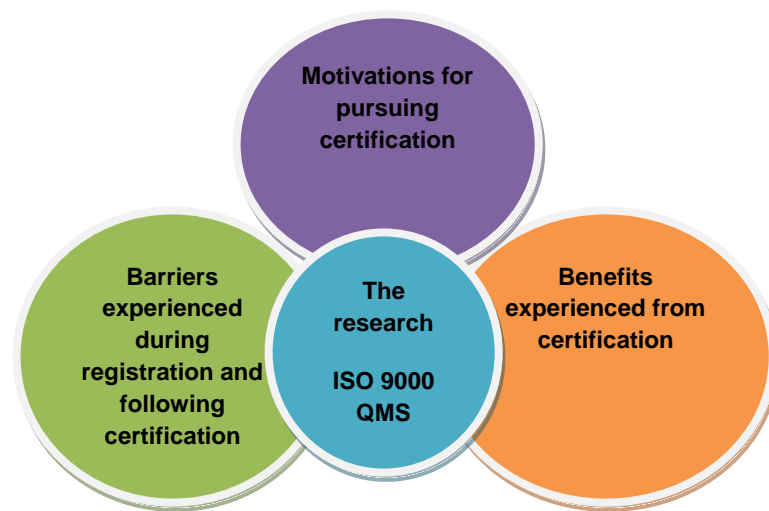 Motivations for
pursuing
certification
Barriers
experienced
during
registration and
following
certification
The
research
ISO 9000
QMS
Benefits
experienced from
certification